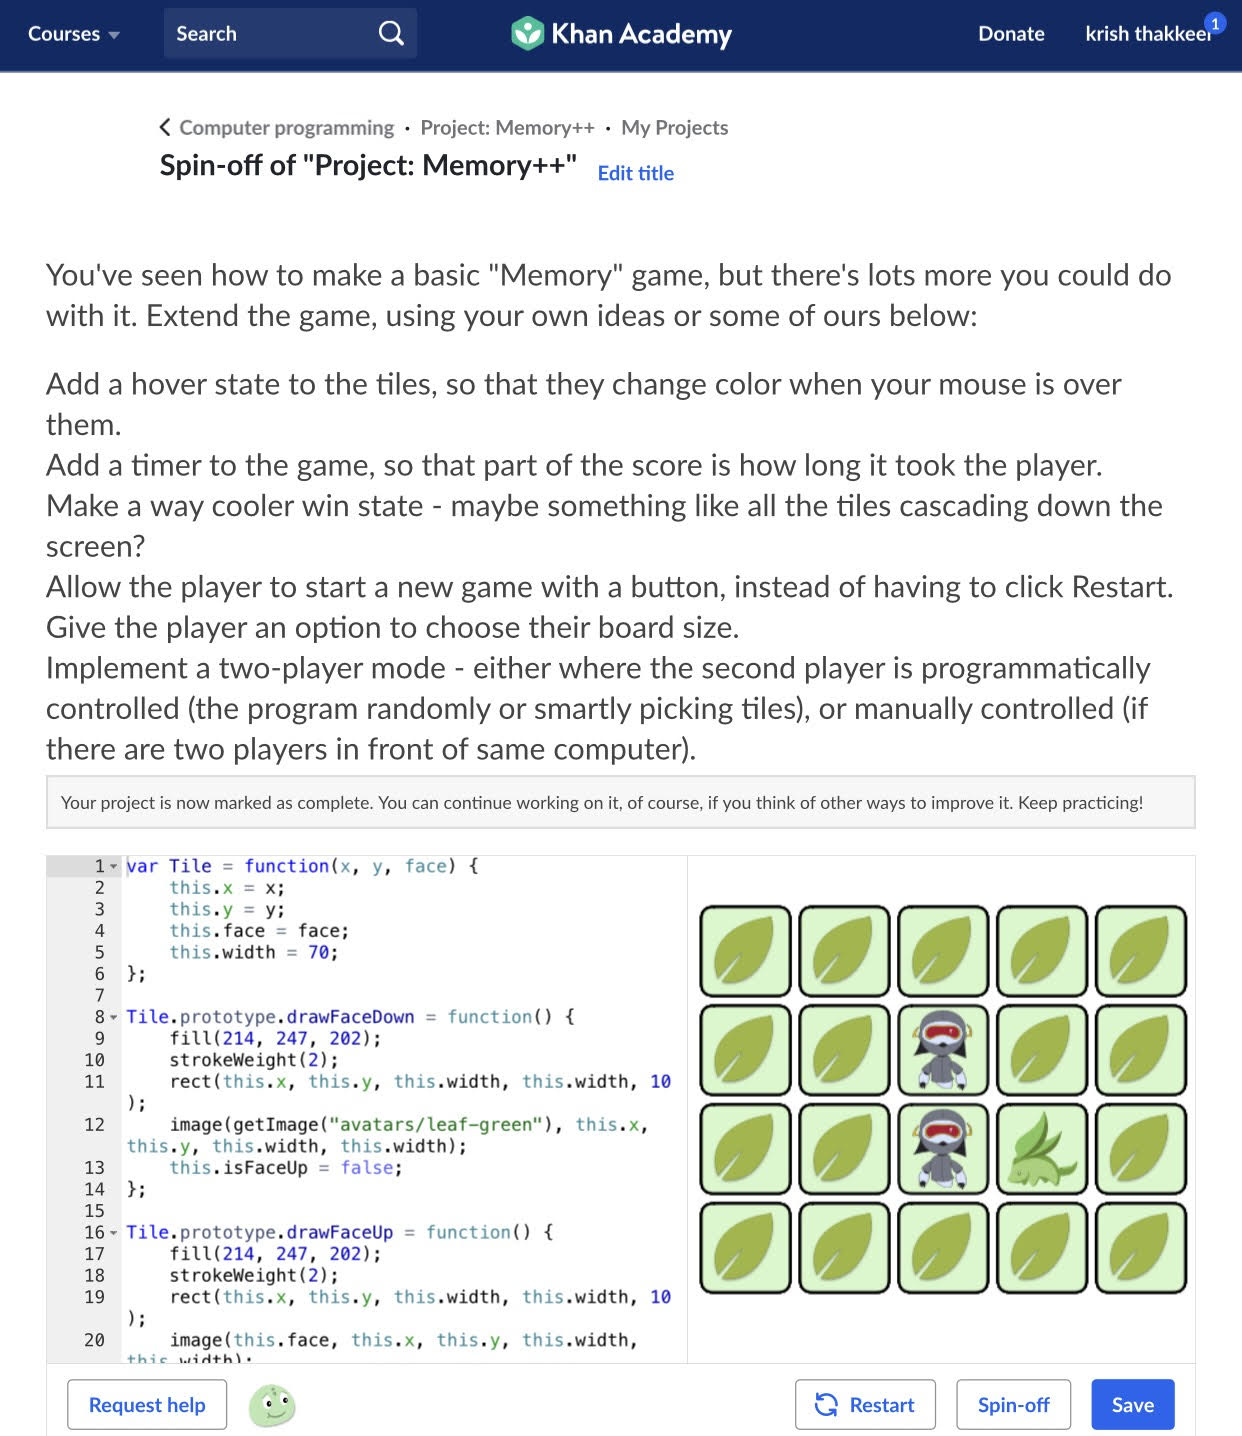 Courses
Search
Khan Academy
Donate
krish thakkeer
1
Computer programming · Project: Memory++ · My Projects
Spin-off of "Project: Memory++"
Edit title
You've seen how to make a basic "Memory" game, but there's lots more you could do
with it. Extend the game, using your own ideas or some of ours below:
Add a hover state to the tiles, so that they change color when your mouse is over
them.
Add a timer to the game, so that part of the score is how long it took the player.
Make a way cooler win state - maybe something like all the tiles cascading down the
screen?
Allow the player to start a new game with a button, instead of having to click Restart.
Give the player an option to choose their board size.
Implement a two-player mode - either where the second player is programmatically
controlled (the program randomly or smartly picking tiles), or manually controlled (if
there are two players in front of same computer).
Your project is now marked as complete. You can continue working on it, of course, if you think of other ways to improve it. Keep practicing!
1 var Tile = function(x, y, face) {
2 this.x = x;
3 this.y = y;
4 this.face = face;
5 this.width = 70;
6 };
7
8 Tile.prototype.drawFaceDown = function() {
9 fill(214, 247, 202);
10 strokeWeight(2);
11 rect(this.x, this.y, this.width, this.width, 10
);
12 image(getImage("avatars/leaf-green"), this.x,
this.y, this.width, this.width);
13 this.isFaceUp = false;
14 };
15
16 Tile.prototype.drawFaceUp = function() {
17 fill(214, 247, 202);
18 strokeWeight(2);
19 rect(this.x, this.y, this.width, this.width, 10
);
20 image(this.face, this.x, this.y, this.width,
this.width);
Request help
Restart
Spin-off
Save